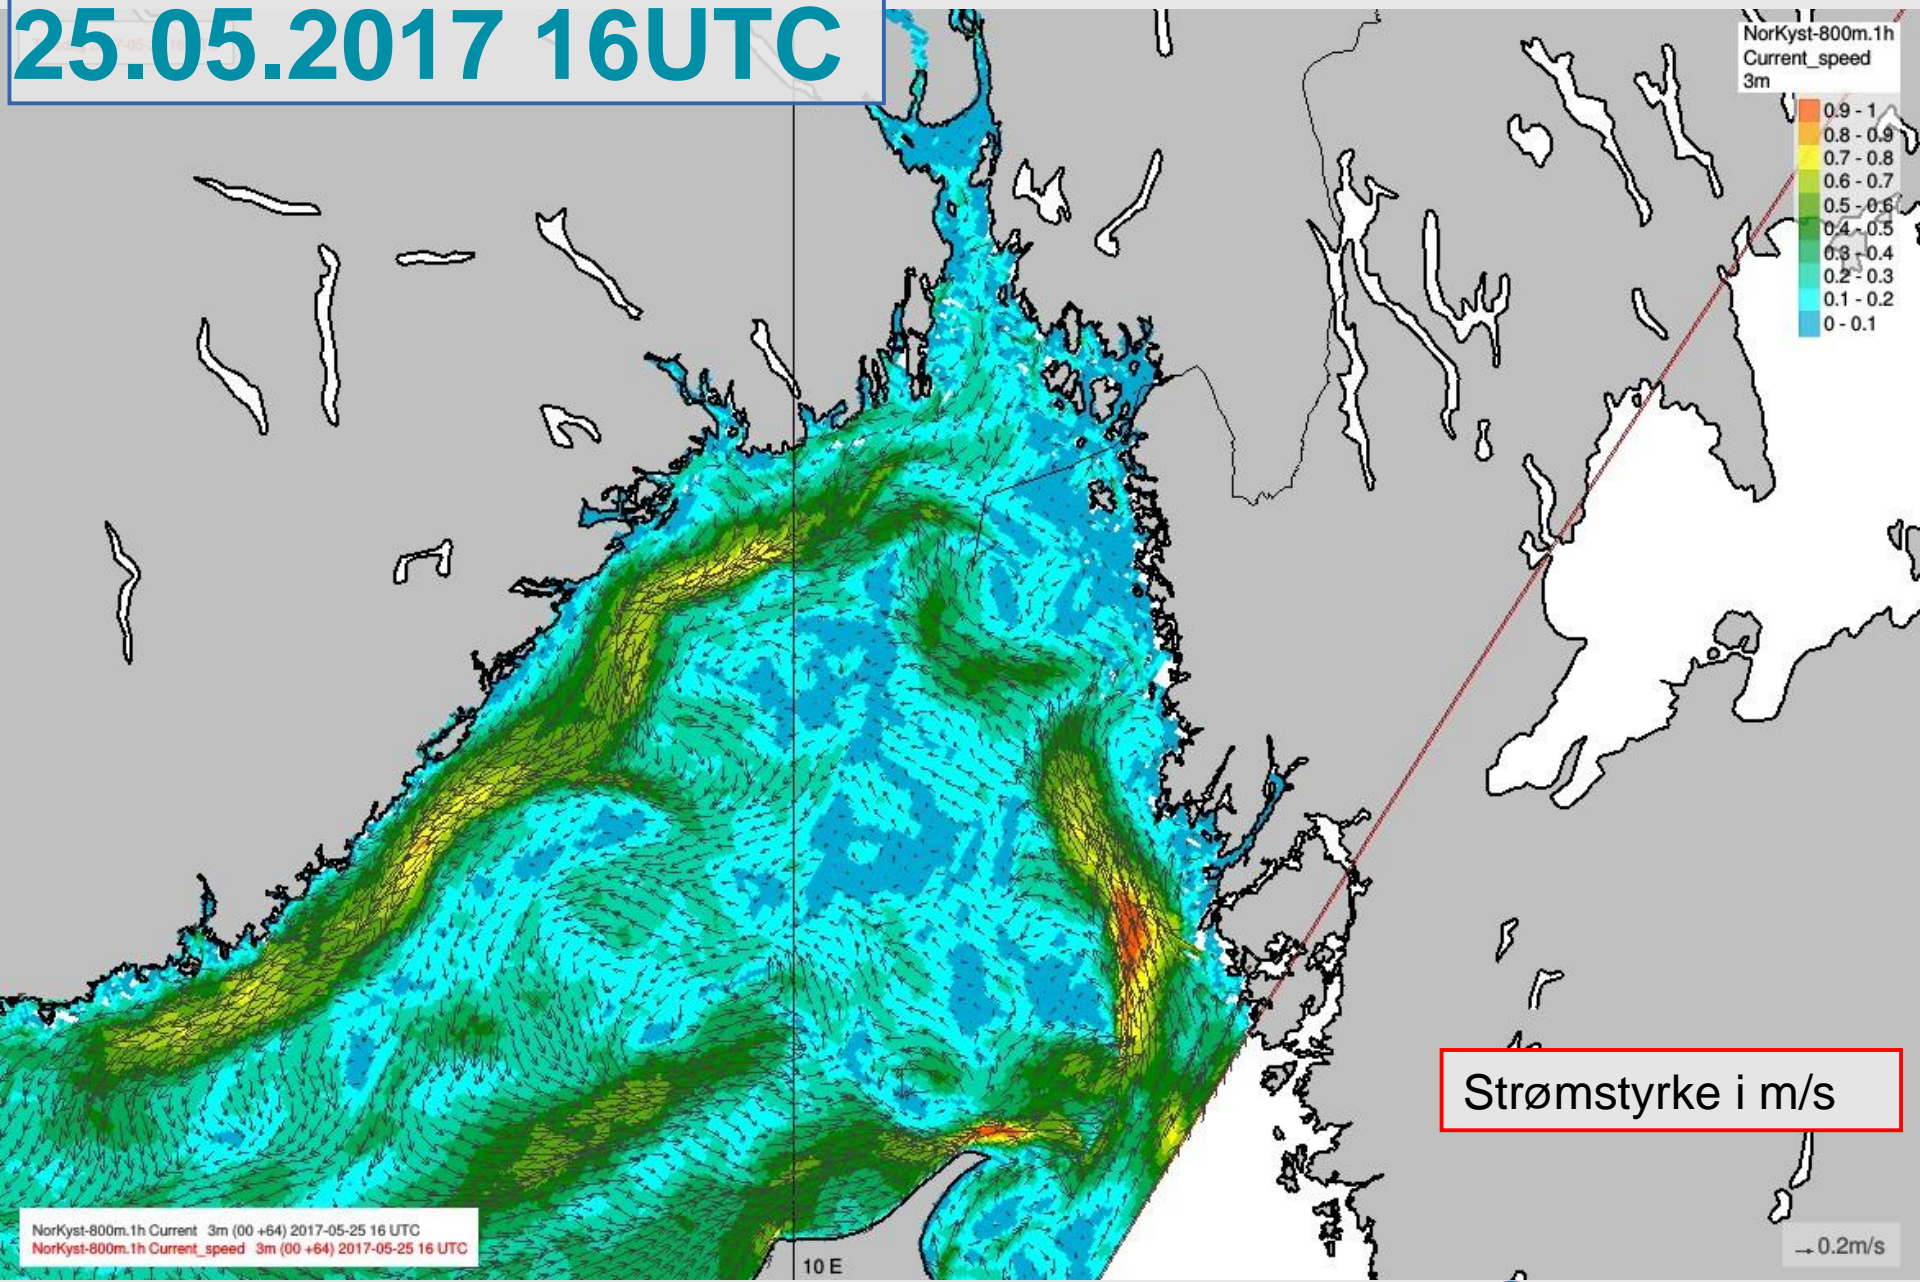 25.05.2017 16UTC
NorKyst-800m.1h
Current_speed
3m
0.9 - 1
0.8 - 0.9
0.7 - 0.8
0.6 - 0.7
0.5 - 0.6
0.4 - 0.5
0.3 - 0.4
0.2 - 0.3
0.1 - 0.2
0 - 0.1
Strømstyrke i m/s
NorKyst-800m.1h Current 3m (00 +64) 2017-05-25 16 UTC
NorKyst-800m.1h Current_speed 3m (00 +64) 2017-05-25 16 UTC
10 E
→ 0.2m/s